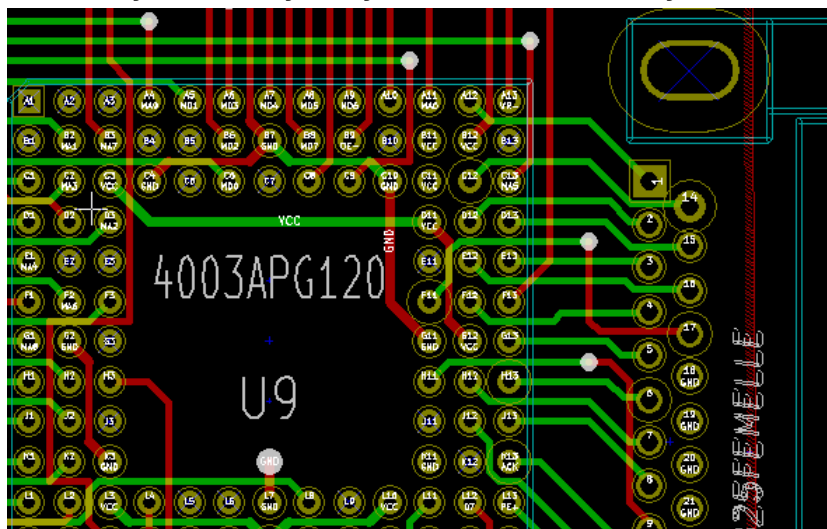 A1 A2 A3 A4 MA9 A5 MD1 A6 MD3 A7 MD4 A8 MD5 A9 MD6 A10 A11 MA8 A12 A13
B1 B2 MA1 B3 MA7 B4 B5 B6 MD2 B7 GND B8 MD7 B9 OE- B10 B11 VCC B12 VCC B13
C1 C2 MA3 C3 VCC C4 GND C6 MD0 C7 C8 C9 C10 GND C11 VCC C12 C13 MA5
1
14
D1 D2 D3 MA2 VCC D11 VCC D12 D13
2
15
GND
E1 MA4 E2 E3 E11 E12 E13
3
4003APG120
16
F1 F2 MA6 F3 F11 F12 F13
4
17
G1 MA0 G2 GND G3 G11 GND G12 VCC G13
5
18 GND
H1 H2 H3 H11 H12 H13
6
U9
19 GND
J1 J2 J3 J11 J12 J13
7
K1 K2 K3 GND GND K11 GND K12 K13 ACK
20 GND
8
L1 L2 L3 VCC L4 L5 L6 L7 GND L8 L9 L10 VCC L11 L12 D7 L13 PE+
21 GND
9
25FEMELLE